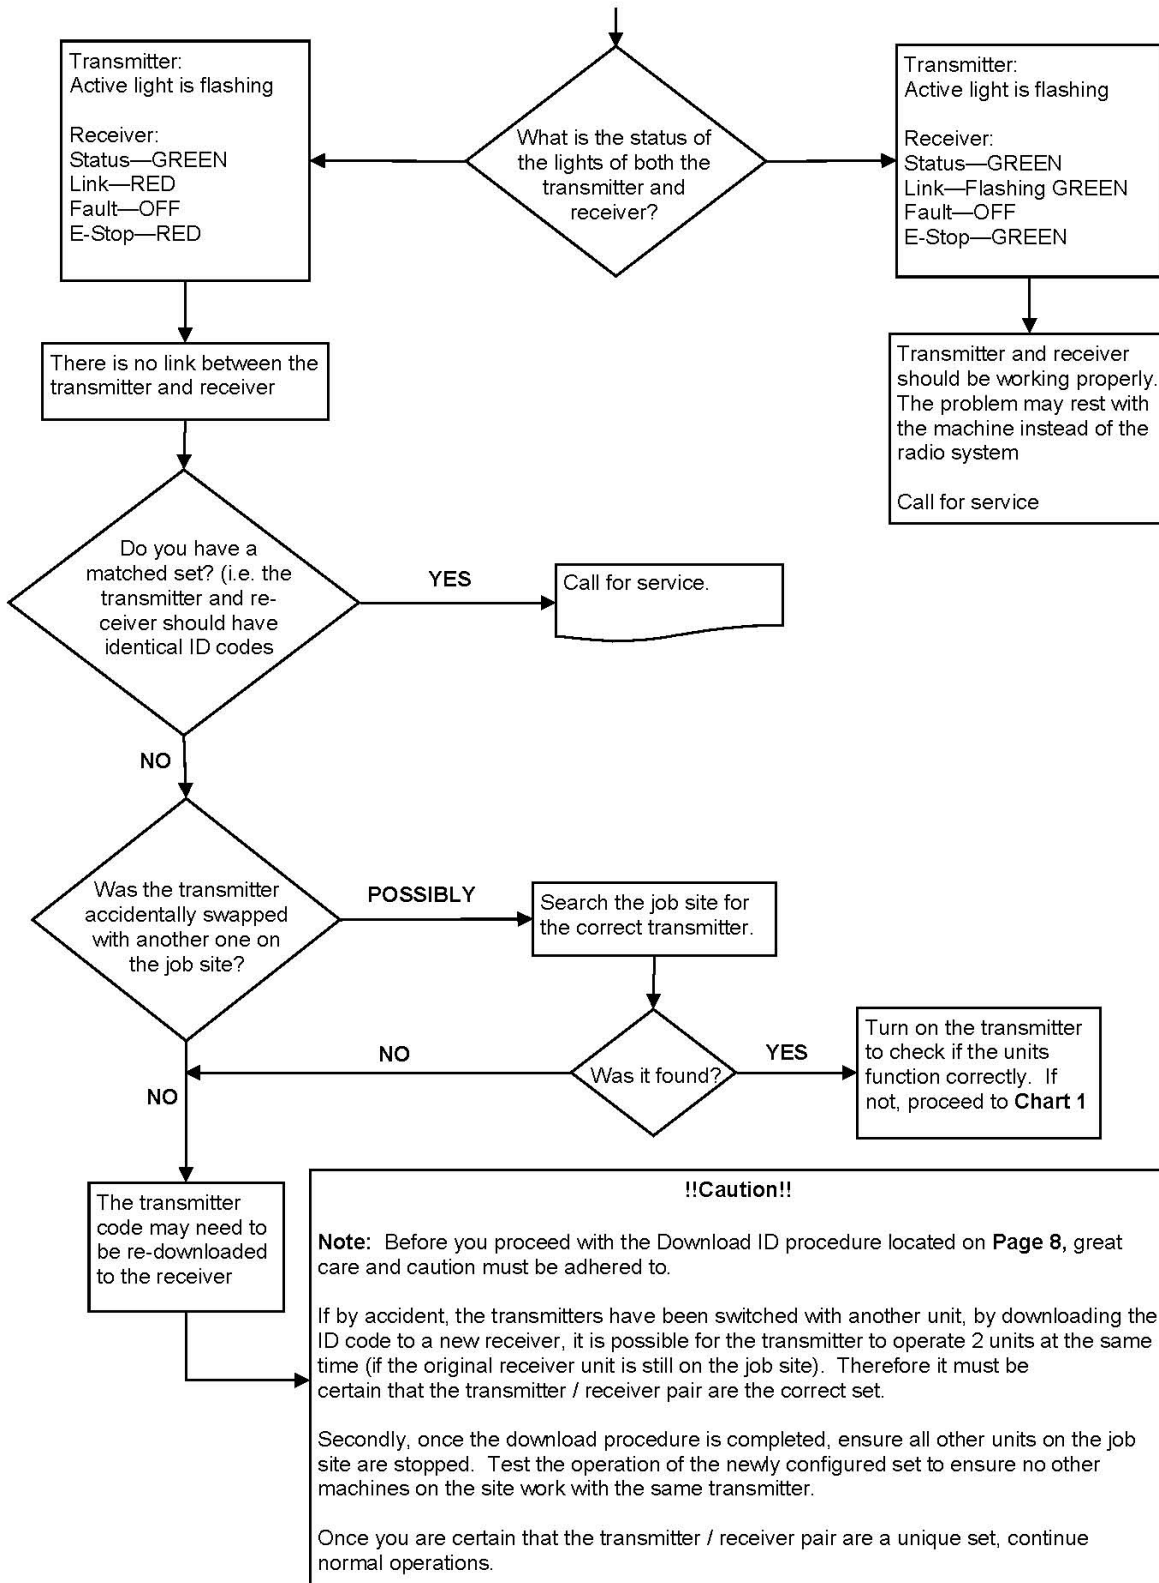 Transmitter:
Active light is flashing
Receiver:
Status—GREEN
Link—RED
Fault—OFF
E-Stop—RED
What is the status of
the lights of both the
transmitter and
receiver?
Transmitter:
Active light is flashing
Receiver:
Status—GREEN
Link—Flashing GREEN
Fault—OFF
E-Stop—GREEN
There is no link between the
transmitter and receiver
Transmitter and receiver
should be working properly.
The problem may rest with
the machine instead of the
radio system
Call for service
Do you have a
matched set? (i.e. the
transmitter and re-
ceiver should have
identical ID codes
YES
Call for service.
NO
Was the transmitter
accidentally swapped
with another one on
the job site?
POSSIBLY
Search the job site for
the correct transmitter.
Was it found?
NO
YES
Turn on the transmitter
to check if the units
function correctly.  If
not, proceed to Chart 1
NO
The transmitter
code may need to
be re-downloaded
to the receiver
!!Caution!!
Note:  Before you proceed with the Download ID procedure located on Page 8, great
care and caution must be adhered to.
If by accident, the transmitters have been switched with another unit, by downloading the
ID code to a new receiver, it is possible for the transmitter to operate 2 units at the same
time (if the original receiver unit is still on the job site).  Therefore it must be
certain that the transmitter / receiver pair are the correct set.
Secondly, once the download procedure is completed, ensure all other units on the job
site are stopped.  Test the operation of the newly configured set to ensure no other
machines on the site work with the same transmitter.
Once you are certain that the transmitter / receiver pair are a unique set, continue
normal operations.